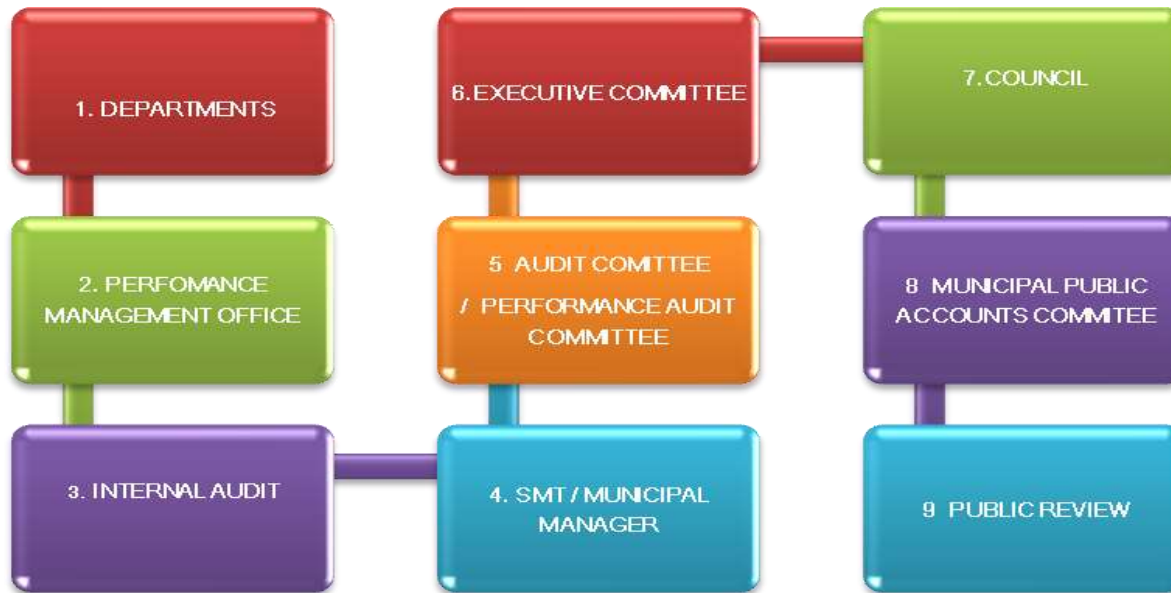 1. DEPARTMENTS
2. PERFOMANCE
MANAGEMENT OFFICE
3. INTERNAL AUDIT
4. SMT / MUNICIPAL
MANAGER
5 AUDIT COMITTEE
/ PERFORMANCE AUDIT
COMMITTEE
6.EXECUTIVE COMMITTEE
7.COUNCIL
8 MUNICIPAL PUBLIC
ACCOUNTS COMMITEE
9 PUBLIC REVIEW